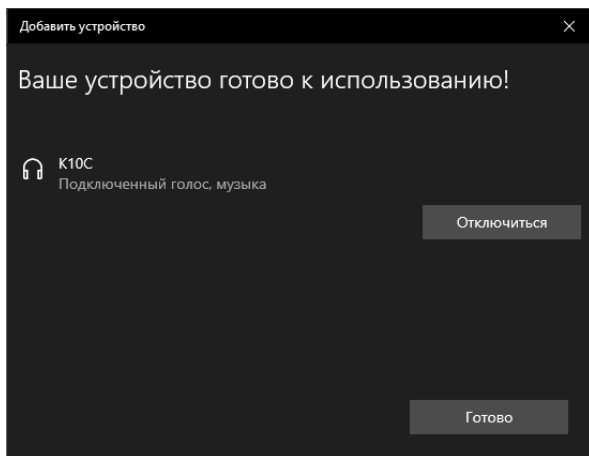 Добавить устройство
Ваше устройство готово к использованию!
K10C
Подключенный голос, музыка
Отключиться
Готово